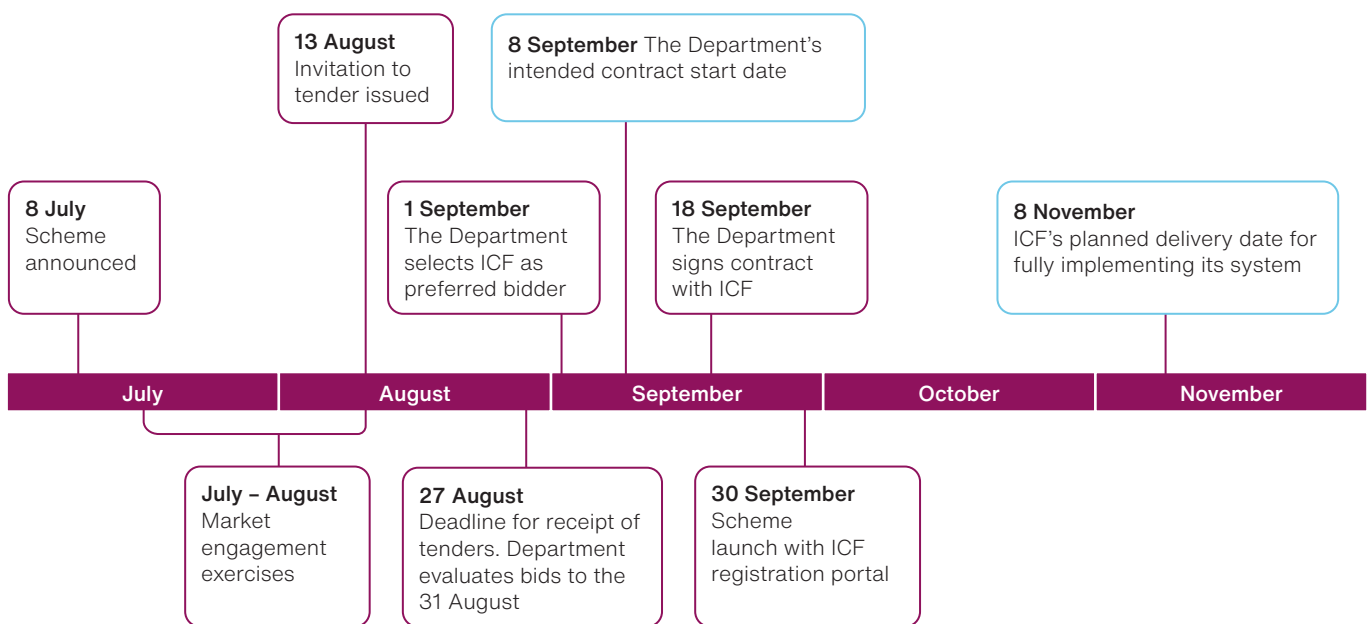 13 August
Invitation to
tender issued
8 September The Department's
intended contract start date
8 July
Scheme
announced
1 September
The Department
selects ICF as
preferred bidder
18 September
The Department
signs contract
with ICF
8 November
ICF's planned delivery date for
fully implementing its system
July
August
September
October
November
July – August
Market
engagement
exercises
27 August
Deadline for receipt of
tenders. Department
evaluates bids to the
31 August
30 September
Scheme
launch with ICF
registration portal